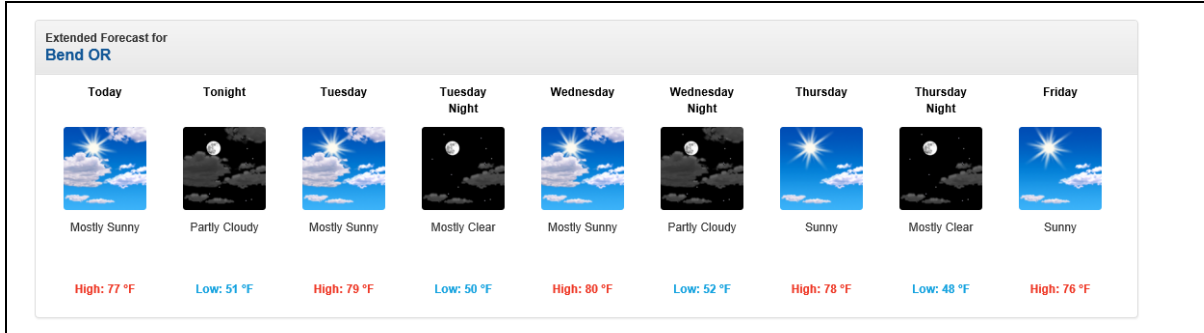 Extended Forecast for
Bend OR
Today
Tonight
Tuesday
Tuesday
Night
Wednesday
Wednesday
Night
Thursday
Thursday
Night
Friday
Mostly Sunny
Partly Cloudy
Mostly Sunny
Mostly Clear
Mostly Sunny
Partly Cloudy
Sunny
Mostly Clear
Sunny
High: 77 °F
Low: 51 °F
High: 79 °F
Low: 50 °F
High: 80 °F
Low: 52 °F
High: 78 °F
Low: 48 °F
High: 76 °F